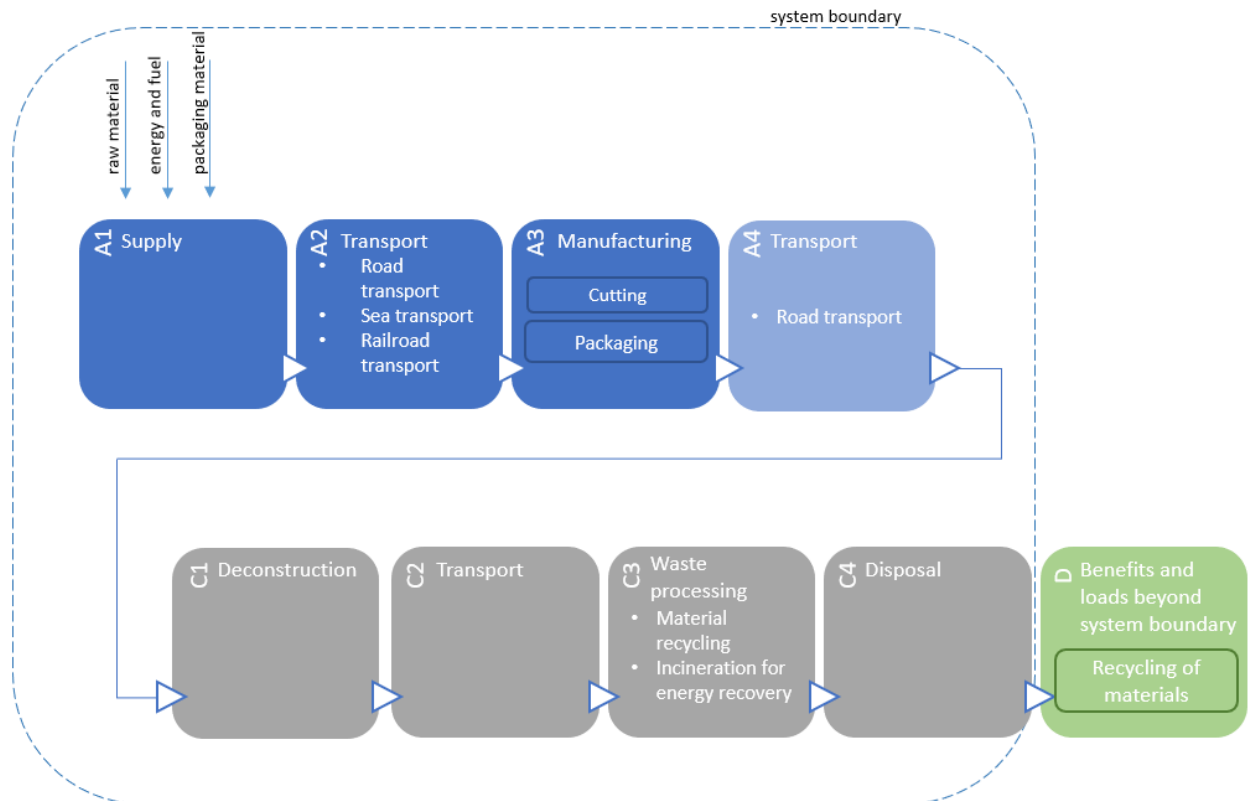 system boundary
raw material
energy and fuel
packaging material
A1
Supply
A2
Transport
• Road
transport
• Sea transport
• Railroad
transport
A3
Manufacturing
Cutting
Packaging
A4
Transport
• Road transport
C1
Deconstruction
C2
Transport
C3
Waste
processing
• Material
recycling
• Incineration for
energy recovery
C4
Disposal
D
Benefits and
loads beyond
system boundary
Recycling of
materials